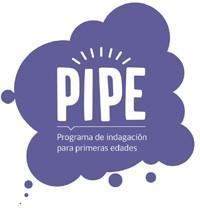 PIPE
Programa de indagación
para primeras edades